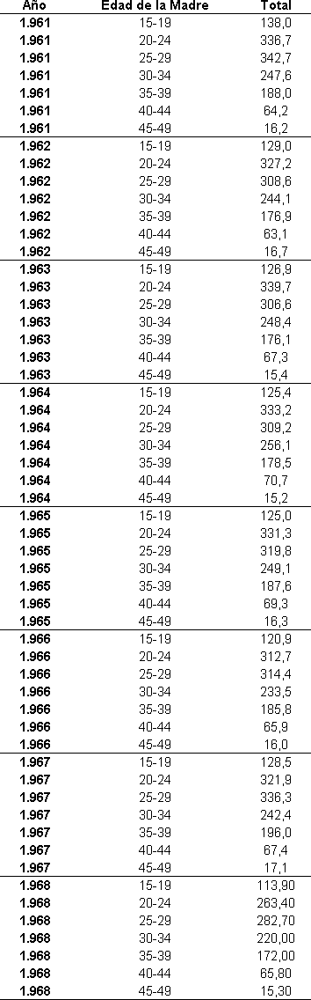 Año Edad de la Madre Total
1.961 15-19 138,0
1.961 20-24 336,7
1.961 25-29 342,7
1.961 30-34 247,6
1.961 35-39 188,0
1.961 40-44 64,2
1.961 45-49 16,2
1.962 15-19 129,0
1.962 20-24 327,2
1.962 25-29 308,6
1.962 30-34 244,1
1.962 35-39 176,9
1.962 40-44 63,1
1.962 45-49 16,7
1.963 15-19 126,9
1.963 20-24 339,7
1.963 25-29 306,6
1.963 30-34 248,4
1.963 35-39 176,1
1.963 40-44 67,3
1.963 45-49 15,4
1.964 15-19 125,4
1.964 20-24 333,2
1.964 25-29 309,2
1.964 30-34 256,1
1.964 35-39 178,5
1.964 40-44 70,7
1.964 45-49 15,2
1.965 15-19 125,0
1.965 20-24 331,3
1.965 25-29 319,8
1.965 30-34 249,1
1.965 35-39 187,6
1.965 40-44 69,3
1.965 45-49 16,3
1.966 15-19 120,9
1.966 20-24 312,7
1.966 25-29 314,4
1.966 30-34 233,5
1.966 35-39 185,8
1.966 40-44 65,9
1.966 45-49 16,0
1.967 15-19 128,5
1.967 20-24 321,9
1.967 25-29 336,3
1.967 30-34 242,4
1.967 35-39 196,0
1.967 40-44 67,4
1.967 45-49 17,1
1.968 15-19 113,90
1.968 20-24 263,40
1.968 25-29 282,70
1.968 30-34 220,00
1.968 35-39 172,00
1.968 40-44 65,80
1.968 45-49 15,30